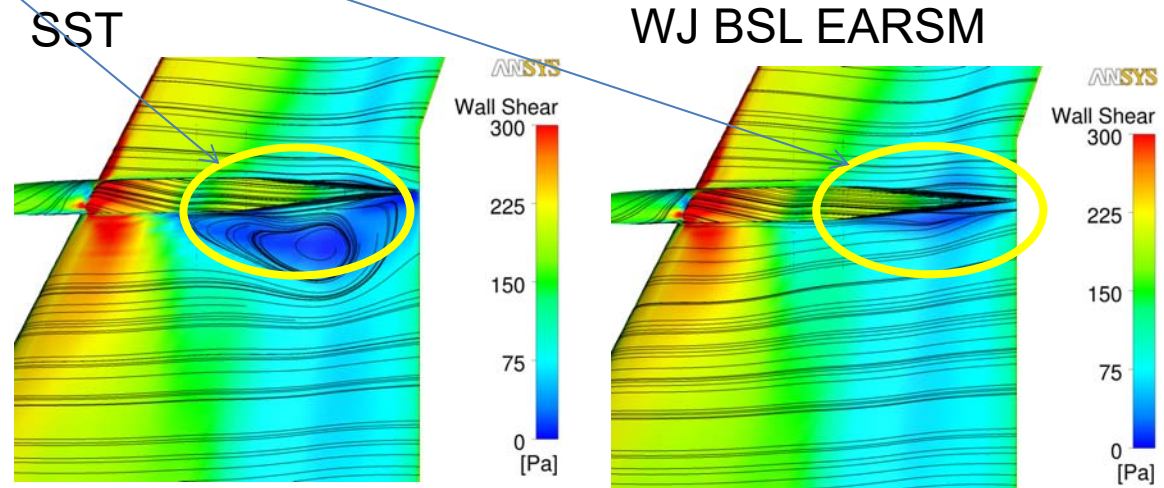 SST
ANSYS
Wall Shear
300
225
150
75
0
[Pa]
WJ BSL EARSM
ANSYS
Wall Shear
300
225
150
75
0
[Pa]